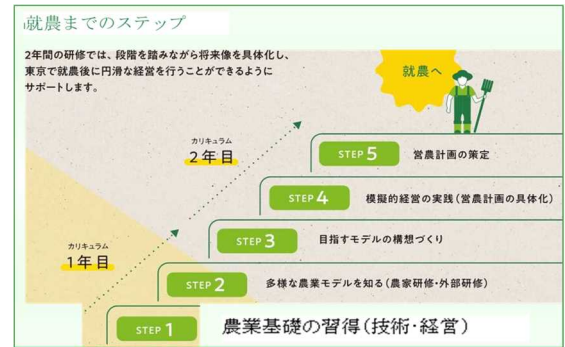 就農までのステップ
2年間の研修では、段階を踏みながら将来像を具体化し、
東京で就農後に円滑な経営を行うことができるように
サポートします。
就農へ
カリキュラム
2年目
STEP 5 営農計画の策定
STEP 4 模擬的経営の実践(営農計画の具体化)
STEP 3 目指すモデルの構想づくり
カリキュラム
1年目
STEP 2 多様な農業モデルを知る(農家研修・外部研修)
STEP 1 農業基礎の習得(技術・経営)